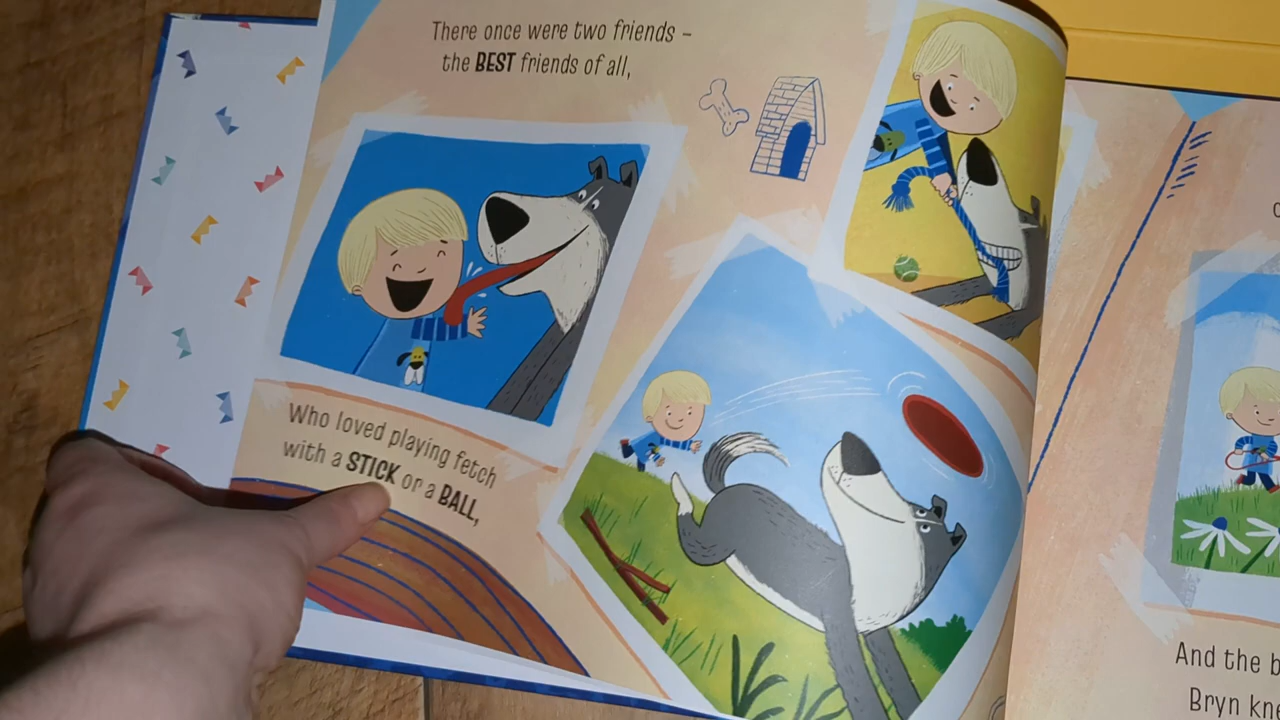 There once were two friends –
the BEST friends of all,
Who loved playing fetch
with a STICK or a BALL,
And the
Bryn